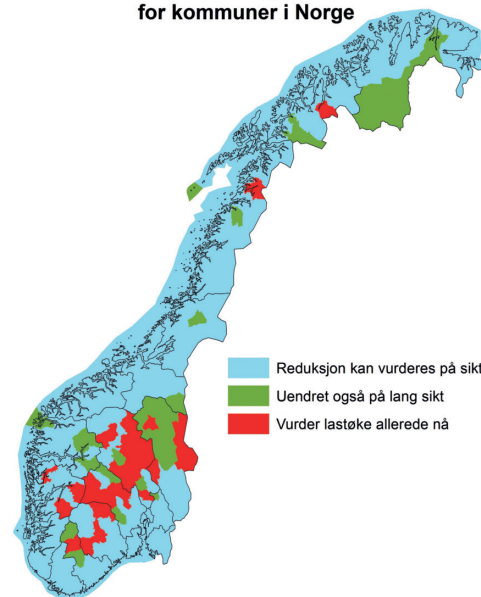 for kommuner i Norge
Reduksjon kan vurderes på sikt
Uendret også på lang sikt
Vurder lastøke allerede nå